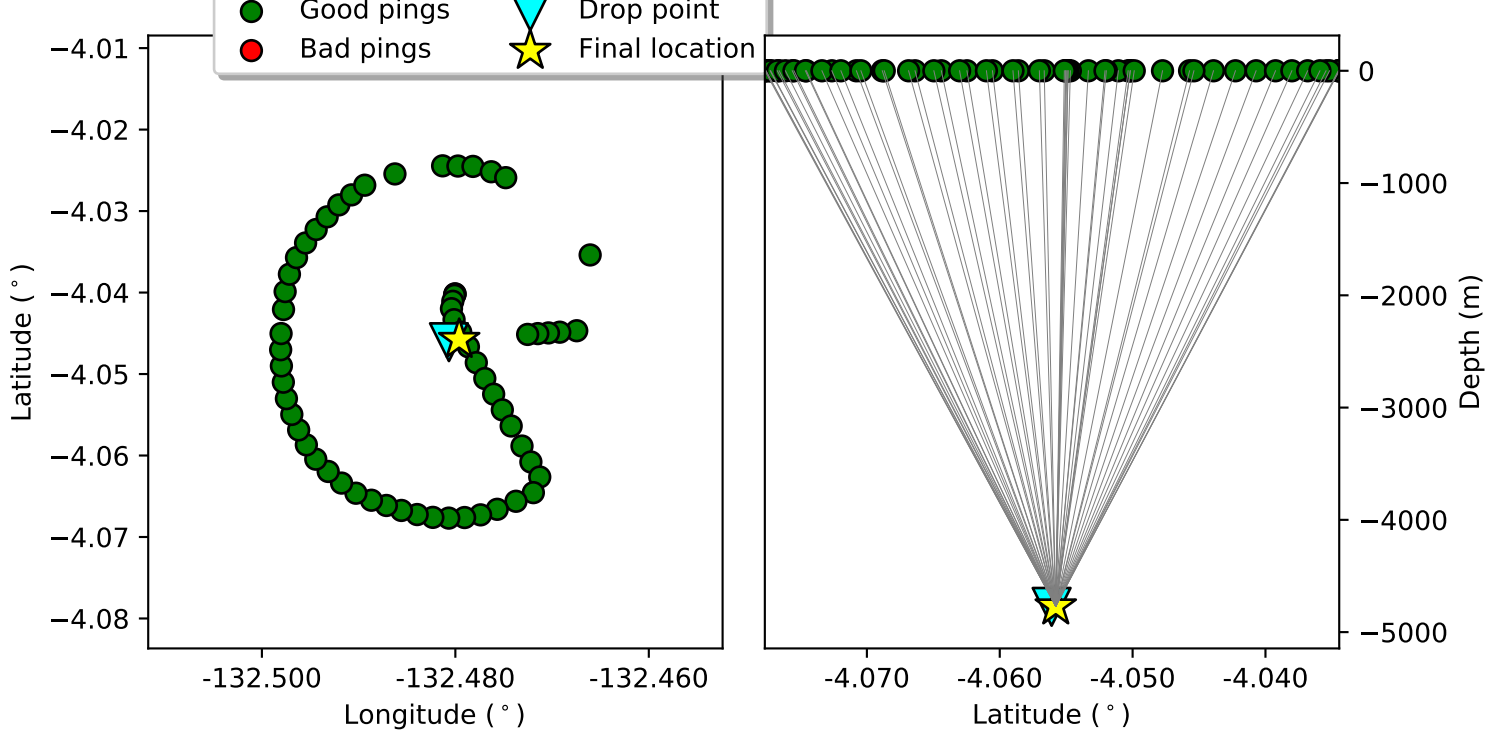 Good pings
Bad pings
Drop point
Final location
−4.01
−4.02
−4.03
−4.04
−4.05
−4.06
−4.07
−4.08
Latitude (°)
-132.500
-132.480
-132.460
Longitude (°)
0
−1000
−2000
−3000
−4000
−5000
Depth (m)
-4.070
-4.060
-4.050
-4.040
Latitude (°)